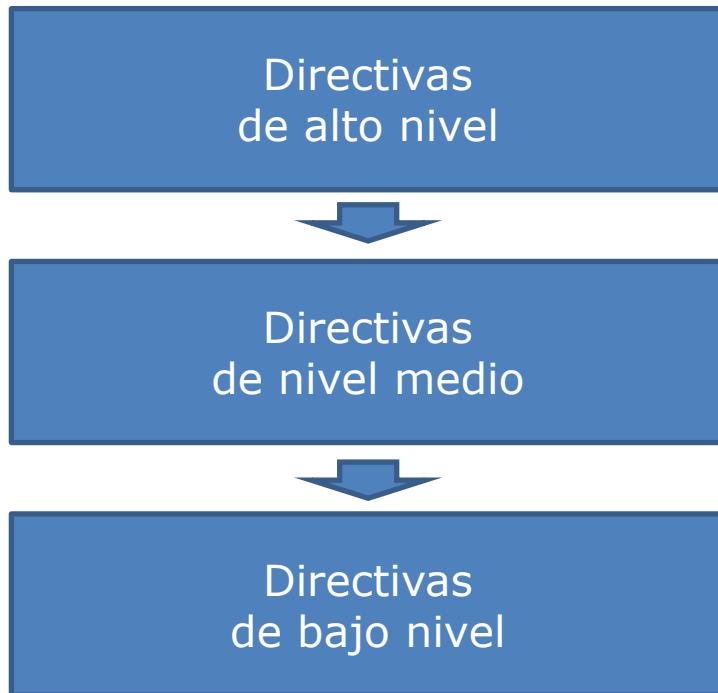 Directivas
de alto nivel
Directivas
de nivel medio
Directivas
de bajo nivel